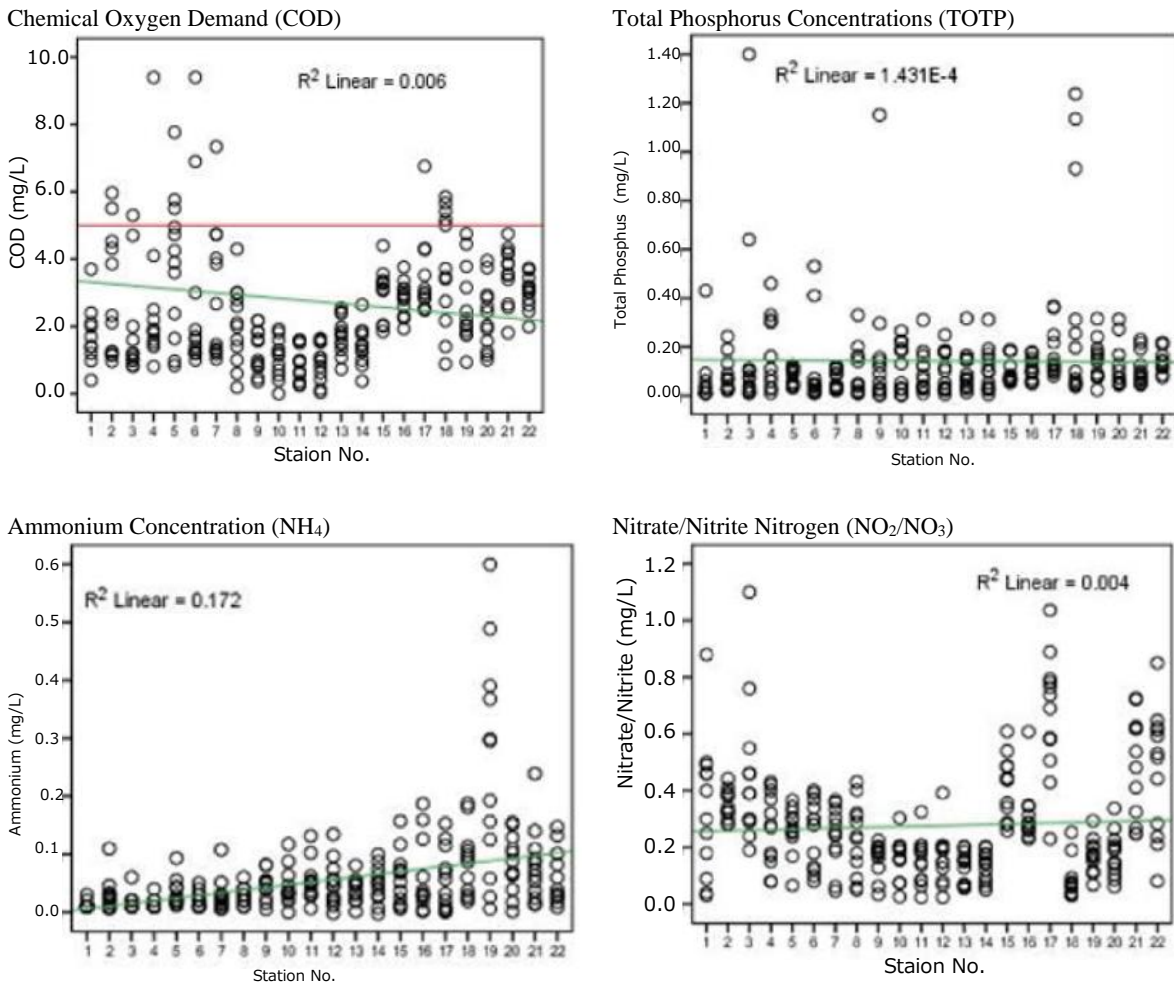 Chemical Oxygen Demand (COD)
10.0
8.0
6.0
4.0
2.0
0.0
COD (mg/L)
R² Linear = 0.006
1 2 3 4 5 6 7 8 9 10 11 12 13 14 15 16 17 18 19 20 21 22
Staion No.
Total Phosphorus Concentrations (TOTP)
1.40
1.20
1.00
0.80
0.60
0.40
0.20
0.00
Total Phosphus (mg/L)
R² Linear = 1.431E-4
1 2 3 4 5 6 7 8 9 10 11 12 13 14 15 16 17 18 19 20 21 22
Station No.
Ammonium Concentration (NH₄)
0.6
0.5
0.4
0.3
0.2
0.1
0.0
Ammonium (mg/L)
R² Linear = 0.172
1 2 3 4 5 6 7 8 9 10 11 12 13 14 15 16 17 18 19 20 21 22
Station No.
Nitrate/Nitrite Nitrogen (NO₂/NO₃)
1.2
1.0
0.8
0.6
0.4
0.2
0.0
Nitrate/Nitrite (mg/L)
R² Linear = 0.004
1 2 3 4 5 6 7 8 9 10 11 12 13 14 15 16 17 18 19 20 21 22
Staion No.